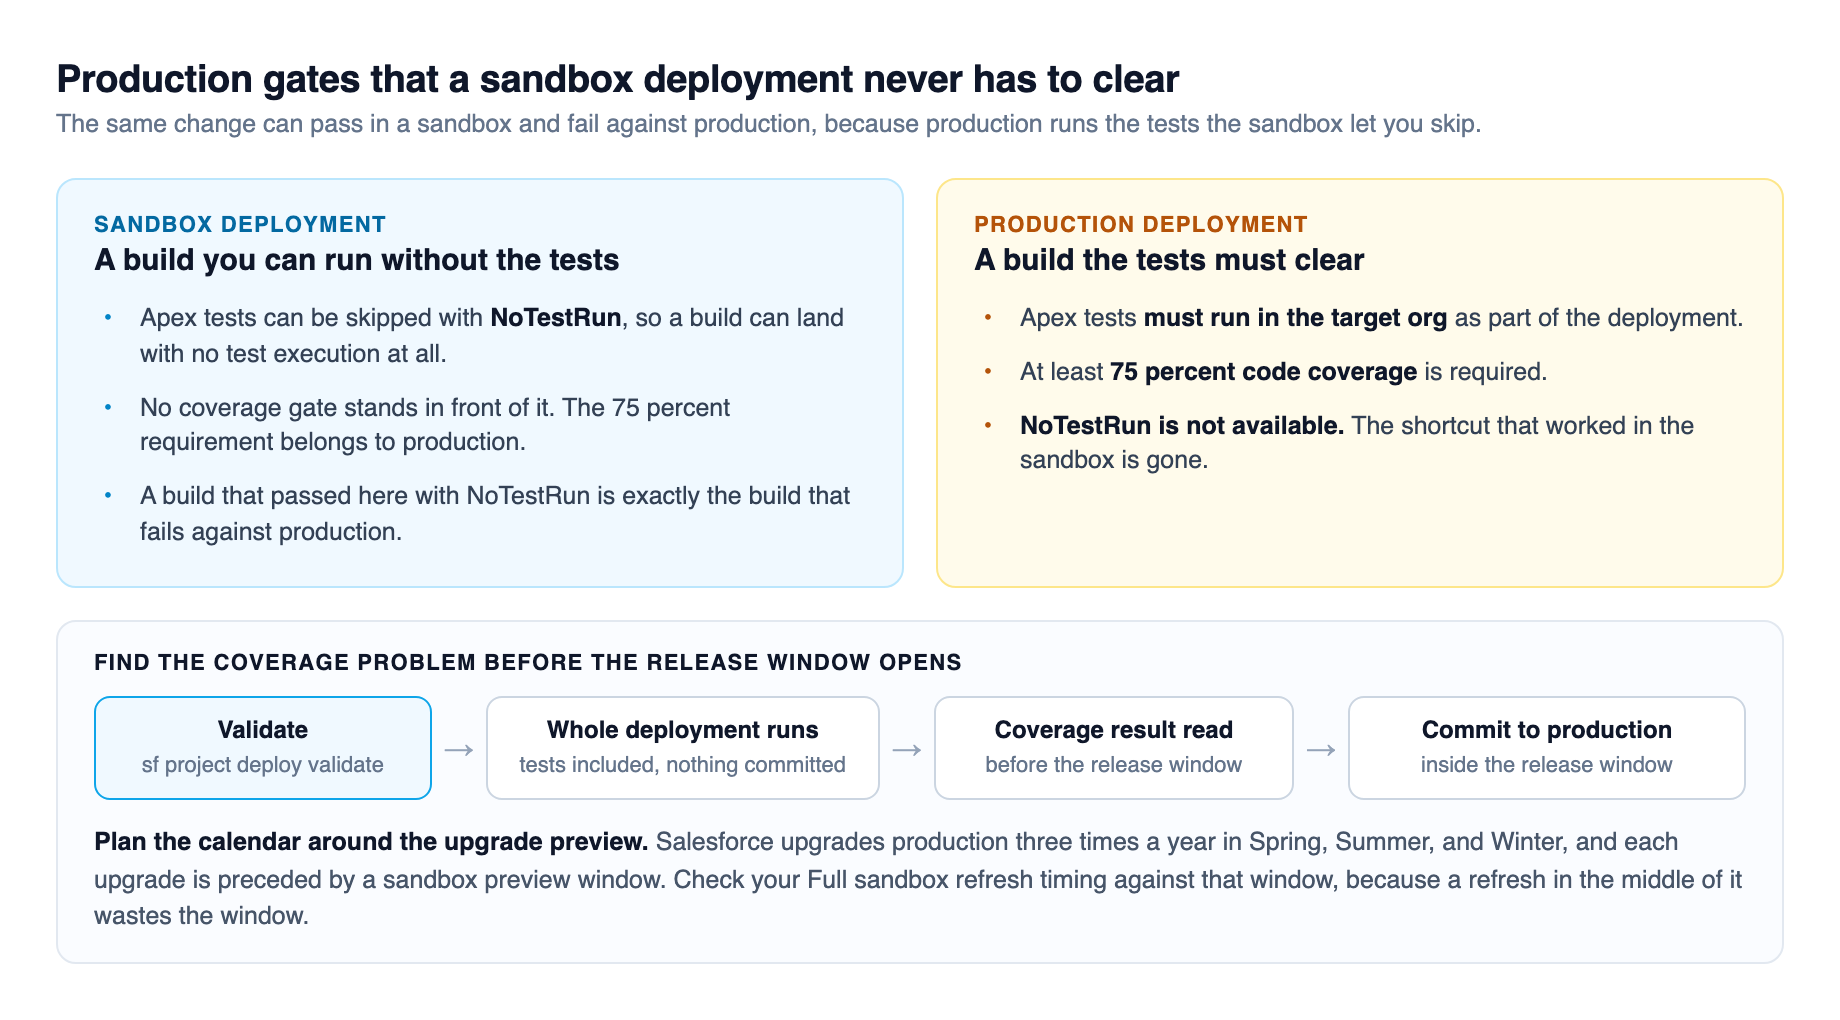 Production gates that a sandbox deployment never has to clear
The same change can pass in a sandbox and fail against production, because production runs the tests the sandbox let you skip.
SANDBOX DEPLOYMENT
A build you can run without the tests
• Apex tests can be skipped with NoTestRun, so a build can land
with no test execution at all.
• No coverage gate stands in front of it. The 75 percent
requirement belongs to production.
• A build that passed here with NoTestRun is exactly the build that
fails against production.
PRODUCTION DEPLOYMENT
A build the tests must clear
• Apex tests must run in the target org as part of the deployment.
• At least 75 percent code coverage is required.
• NoTestRun is not available. The shortcut that worked in the
sandbox is gone.
FIND THE COVERAGE PROBLEM BEFORE THE RELEASE WINDOW OPENS
Validate
sf project deploy validate
→
Whole deployment runs
tests included, nothing committed
→
Coverage result read
before the release window
→
Commit to production
inside the release window
Plan the calendar around the upgrade preview. Salesforce upgrades production three times a year in Spring, Summer, and Winter, and each
upgrade is preceded by a sandbox preview window. Check your Full sandbox refresh timing against that window, because a refresh in the middle of it
wastes the window.